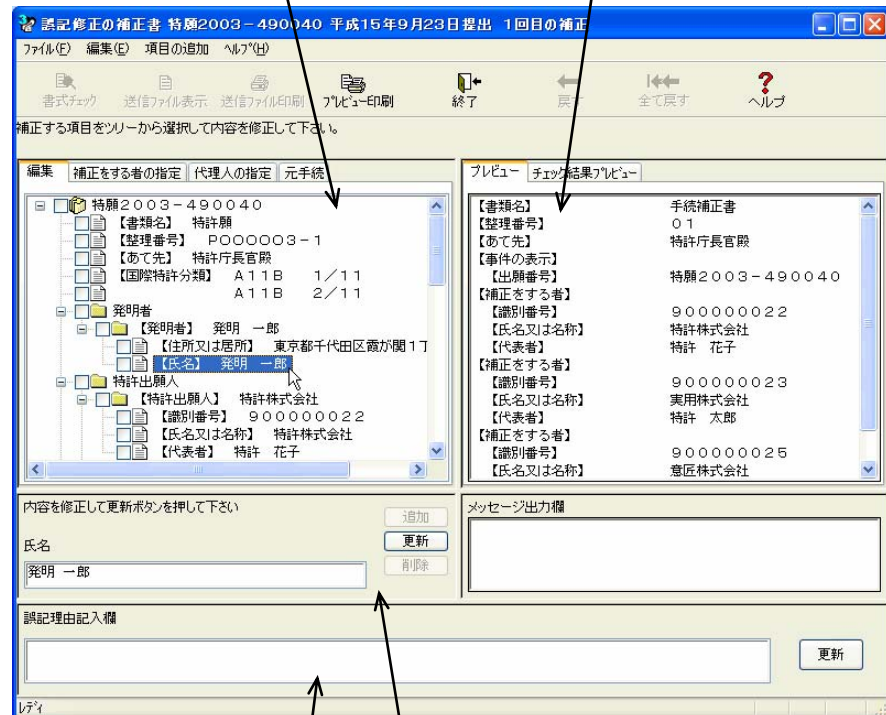 誤記修正の補正書 特願2003-490040 平成15年9月23日提出 1回目の補正
ファイル(F) 編集(E) 項目の追加 ヘルプ(H)
書式チェック 送信ファイル表示 送信ファイル印刷 プレビュー印刷 終了 戻す 全て戻す ヘルプ
補正する項目をツリーから選択して内容を修正して下さい。
編集 補正をする者の指定 代理人の指定 元手続
特願2003-490040
【書類名】 特許願
【整理番号】 P000003-1
【あて先】 特許庁長官殿
【国際特許分類】 A11B 1/11
A11B 2/11
発明者
【発明者】 発明 一郎
【住所又は居所】 東京都千代田区霞が関1丁
【氏名】 発明 一郎
特許出願人
【特許出願人】 特許株式会社
【識別番号】 900000022
【氏名又は名称】 特許株式会社
【代表者】 特許 花子
プレビュー チェック結果プレビュー
【書類名】 手続補正書
【整理番号】 01
【あて先】 特許庁長官殿
【事件の表示】
【出願番号】 特願2003-490040
【補正をする者】
【識別番号】 900000022
【氏名又は名称】 特許株式会社
【代表者】 特許 花子
【補正をする者】
【識別番号】 900000023
【氏名又は名称】 実用株式会社
【代表者】 特許 太郎
【補正をする者】
【識別番号】 900000025
【氏名又は名称】 意匠株式会社
内容を修正して更新ボタンを押して下さい
追加
氏名
更新
発明 一郎
削除
メッセージ出力欄
誤記理由記入欄
更新
レディ